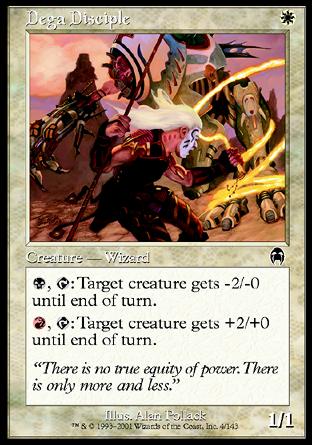 Dega Disciple
Creature — Wizard
: Target creature gets -2/-0
until end of turn.
: Target creature gets +2/+0
until end of turn.
“There is no true equity of power. There
is only more and less.”
Illus. Alan Pollack
™ & © 1993–2001 Wizards of the Coast, Inc. 4/143
1/1